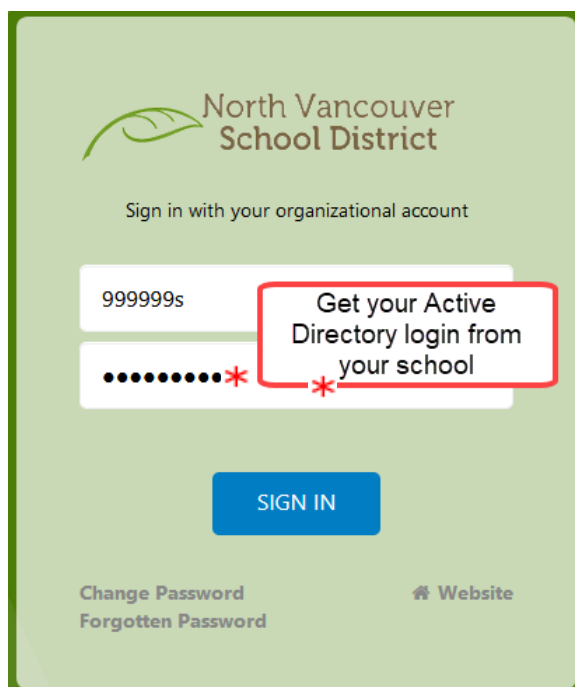 North Vancouver
School District
Sign in with your organizational account
999999s
Get your Active
Directory login from
your school
•••••••••*
*
SIGN IN
Change Password
Website
Forgotten Password